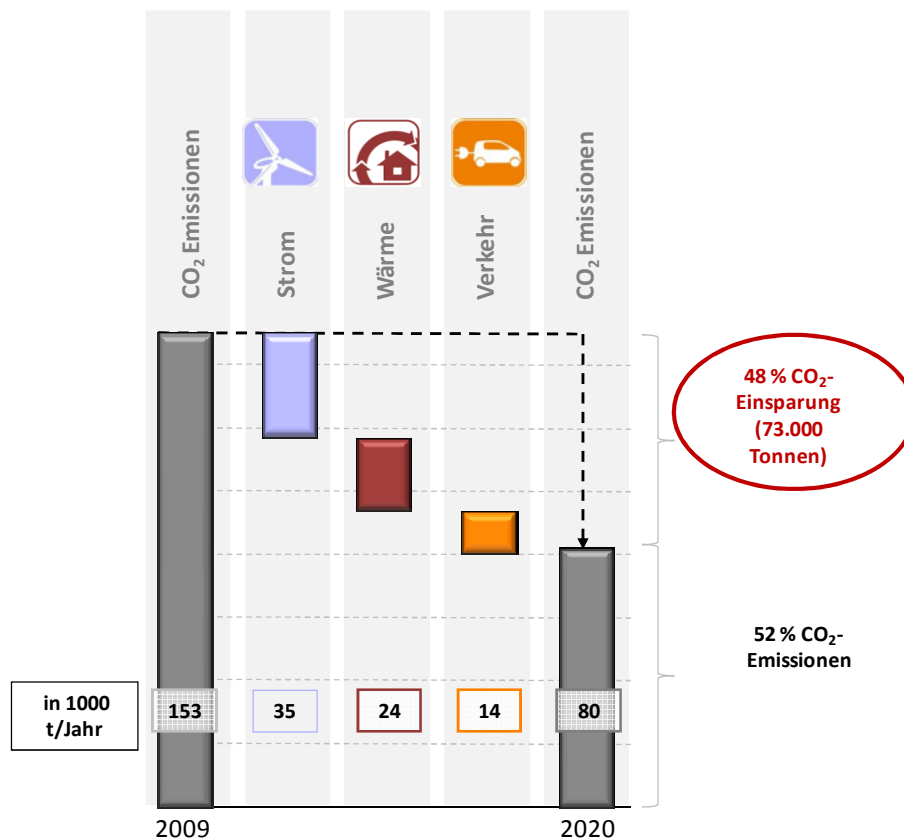 CO₂ Emissionen
Strom
Wärme
Verkehr
CO₂ Emissionen
48 % CO₂-
Einsparung
(73.000
Tonnen)
52 % CO₂-
Emissionen
in 1000
t/Jahr
153
35
24
14
80
2009
2020